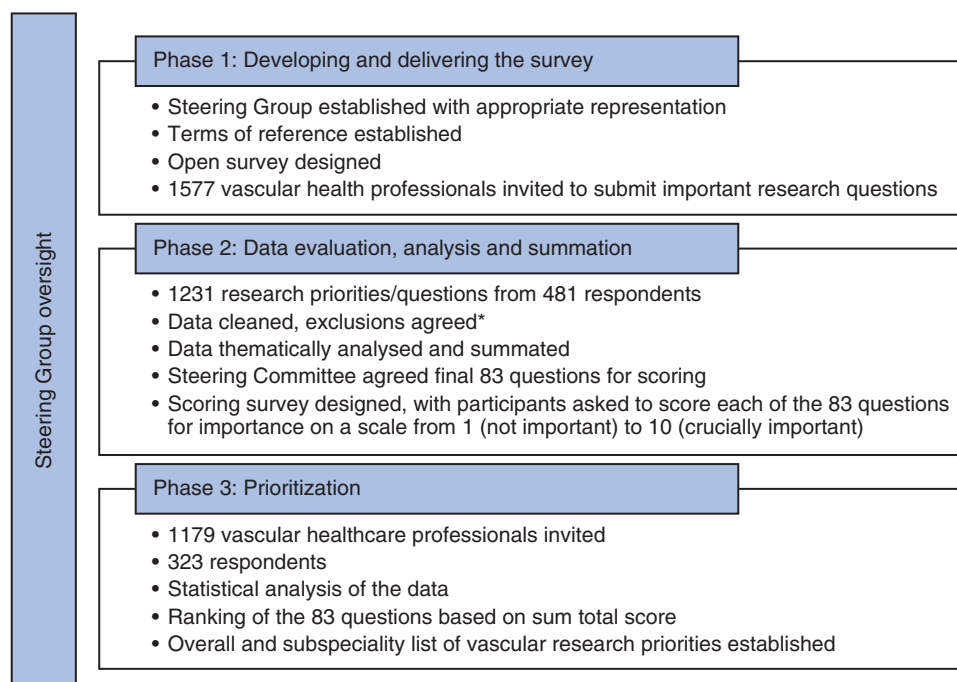 Steering Group oversight
Phase 1: Developing and delivering the survey
• Steering Group established with appropriate representation
• Terms of reference established
• Open survey designed
• 1577 vascular health professionals invited to submit important research questions
Phase 2: Data evaluation, analysis and summation
• 1231 research priorities/questions from 481 respondents
• Data cleaned, exclusions agreed*
• Data thematically analysed and summated
• Steering Committee agreed final 83 questions for scoring
• Scoring survey designed, with participants asked to score each of the 83 questions
for importance on a scale from 1 (not important) to 10 (crucially important)
Phase 3: Prioritization
• 1179 vascular healthcare professionals invited
• 323 respondents
• Statistical analysis of the data
• Ranking of the 83 questions based on sum total score
• Overall and subspeciality list of vascular research priorities established